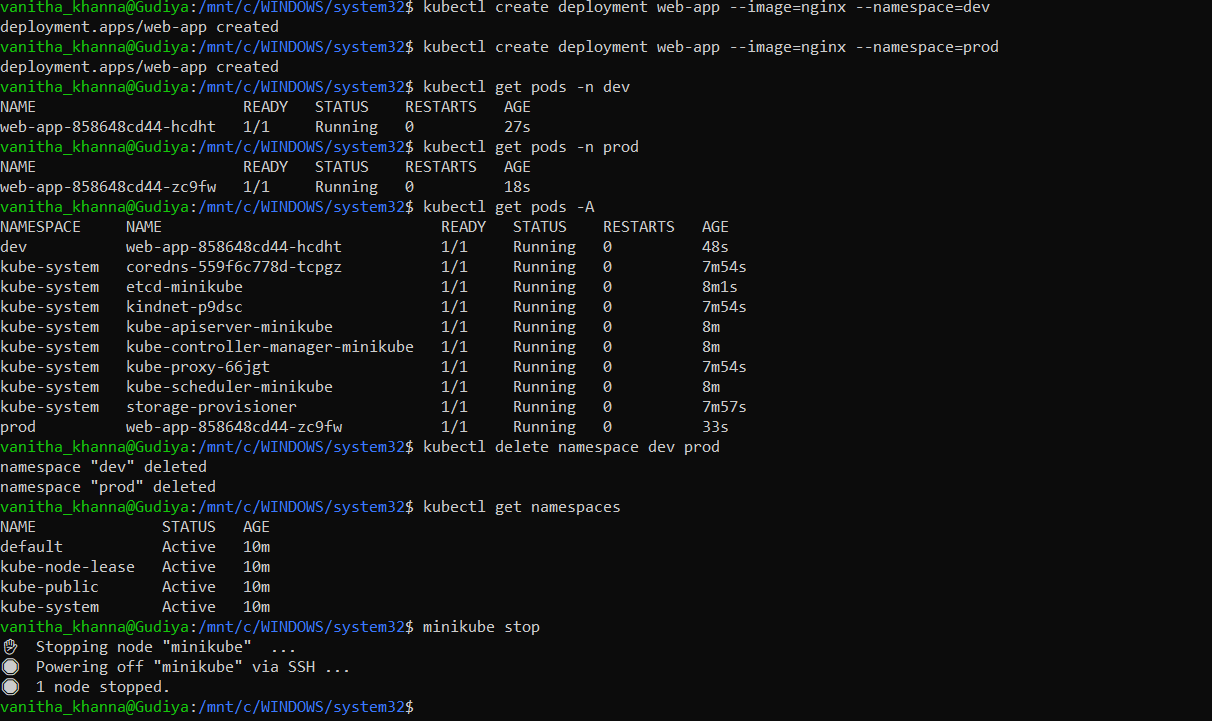 vanitha_khanna@Gudiya:/mnt/c/WINDOWS/system32$ kubectl create deployment web-app --image=nginx --namespace=dev
deployment.apps/web-app created
vanitha_khanna@Gudiya:/mnt/c/WINDOWS/system32$ kubectl create deployment web-app --image=nginx --namespace=prod
deployment.apps/web-app created
vanitha_khanna@Gudiya:/mnt/c/WINDOWS/system32$ kubectl get pods -n dev
NAME                       READY   STATUS    RESTARTS   AGE
web-app-858648cd44-hcdht   1/1     Running   0          27s
vanitha_khanna@Gudiya:/mnt/c/WINDOWS/system32$ kubectl get pods -n prod
NAME                       READY   STATUS    RESTARTS   AGE
web-app-858648cd44-zc9fw   1/1     Running   0          18s
vanitha_khanna@Gudiya:/mnt/c/WINDOWS/system32$ kubectl get pods -A
NAMESPACE     NAME                               READY   STATUS    RESTARTS   AGE
dev           web-app-858648cd44-hcdht           1/1     Running   0          48s
kube-system   coredns-559f6c778d-tcpgz           1/1     Running   0          7m54s
kube-system   etcd-minikube                      1/1     Running   0          8m1s
kube-system   kindnet-p9dsc                      1/1     Running   0          7m54s
kube-system   kube-apiserver-minikube            1/1     Running   0          8m
kube-system   kube-controller-manager-minikube   1/1     Running   0          8m
kube-system   kube-proxy-66jgt                   1/1     Running   0          7m54s
kube-system   kube-scheduler-minikube            1/1     Running   0          8m
kube-system   storage-provisioner                1/1     Running   0          7m57s
prod          web-app-858648cd44-zc9fw           1/1     Running   0          33s
vanitha_khanna@Gudiya:/mnt/c/WINDOWS/system32$ kubectl delete namespace dev prod
namespace "dev" deleted
namespace "prod" deleted
vanitha_khanna@Gudiya:/mnt/c/WINDOWS/system32$ kubectl get namespaces
NAME              STATUS   AGE
default           Active   10m
kube-node-lease   Active   10m
kube-public       Active   10m
kube-system       Active   10m
vanitha_khanna@Gudiya:/mnt/c/WINDOWS/system32$ minikube stop
Stopping node "minikube"  ...
Powering off "minikube" via SSH ...
1 node stopped.
vanitha_khanna@Gudiya:/mnt/c/WINDOWS/system32$